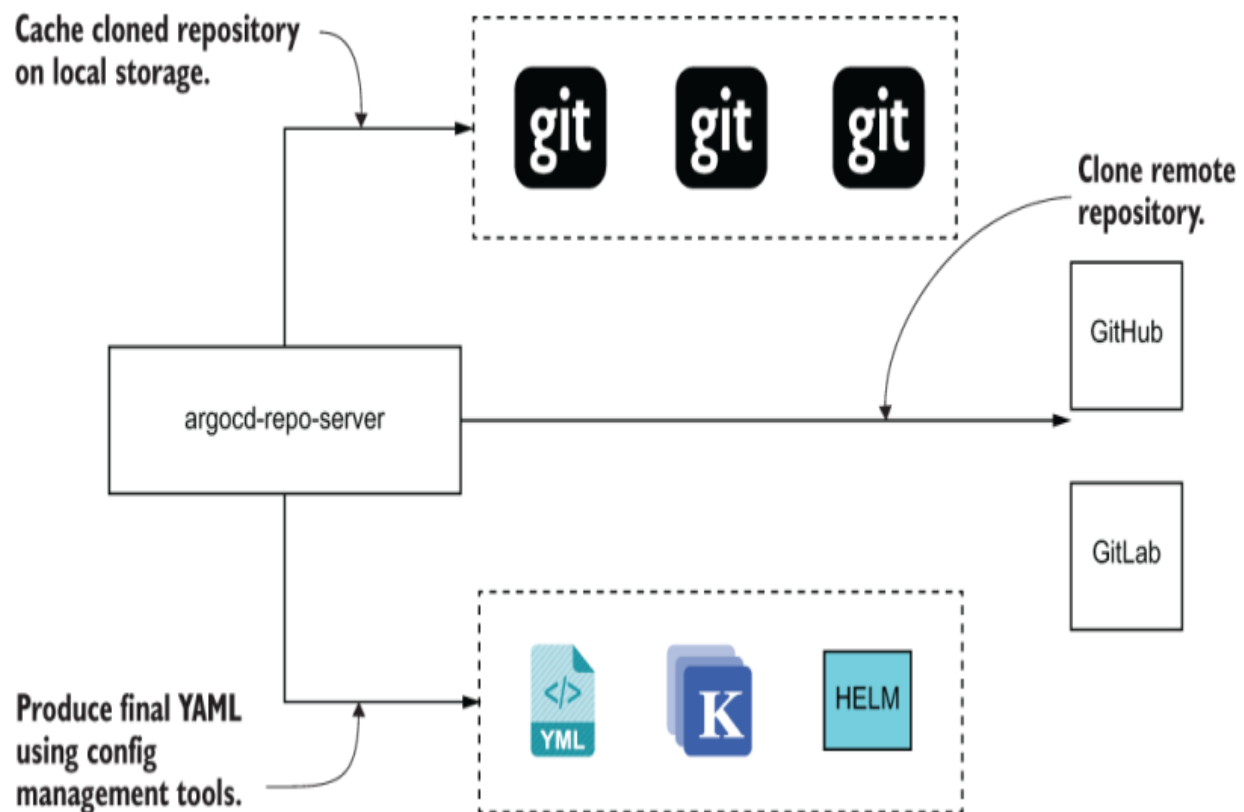 Cache cloned repository
on local storage.
git
git
git
Clone remote
repository.
GitHub
argocd-repo-server
GitLab
</>
YML
K
HELM
Produce final YAML
using config
management tools.